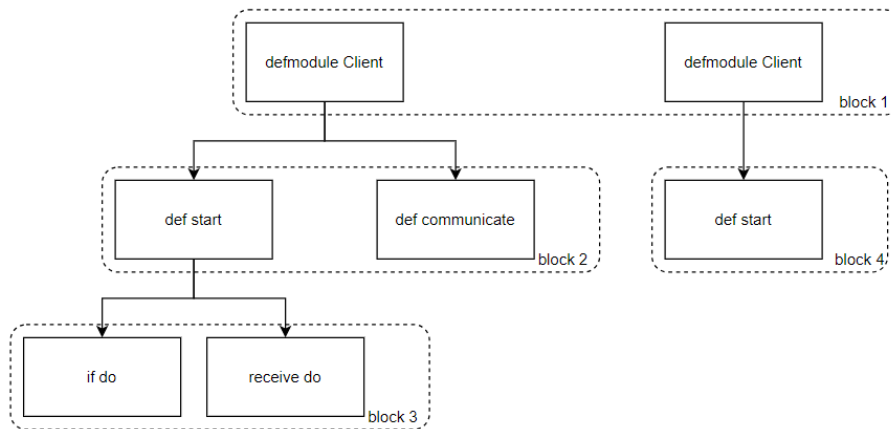 defmodule Client
defmodule Client
block 1
def start
def communicate
block 2
def start
block 4
if do
receive do
block 3